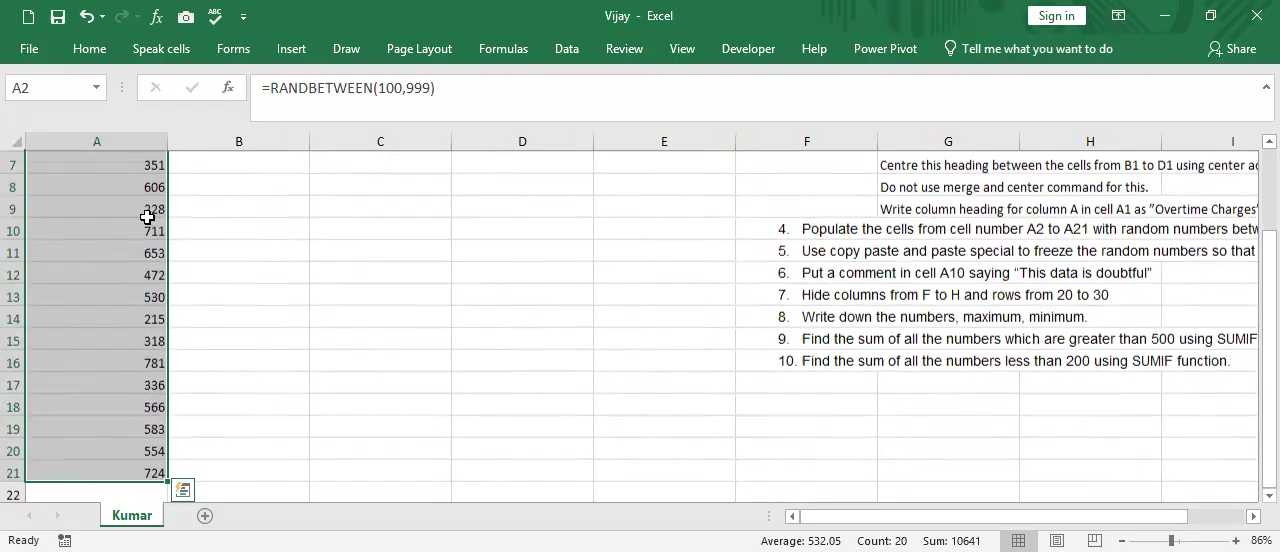 Vijay - Excel
Sign in
File Home Speak cells Forms Insert Draw Page Layout Formulas Data Review View Developer Help Power Pivot Tell me what you want to do Share
A2 fx =RANDBETWEEN(100,999)
A B C D E F G H I
7 351 Centre this heading between the cells from B1 to D1 using center ac
8 606 Do not use merge and center command for this.
9 228 Write column heading for column A in cell A1 as "Overtime Charges"
10 711 4. Populate the cells from cell number A2 to A21 with random numbers betw
11 653 5. Use copy paste and paste special to freeze the random numbers so that
12 472 6. Put a comment in cell A10 saying “This data is doubtful”
13 530 7. Hide columns from F to H and rows from 20 to 30
14 215 8. Write down the numbers, maximum, minimum.
15 318 9. Find the sum of all the numbers which are greater than 500 using SUMIF
16 781 10. Find the sum of all the numbers less than 200 using SUMIF function.
17 336
18 566
19 583
20 554
21 724
22
Kumar
Ready Average: 532.05 Count: 20 Sum: 10641 86%